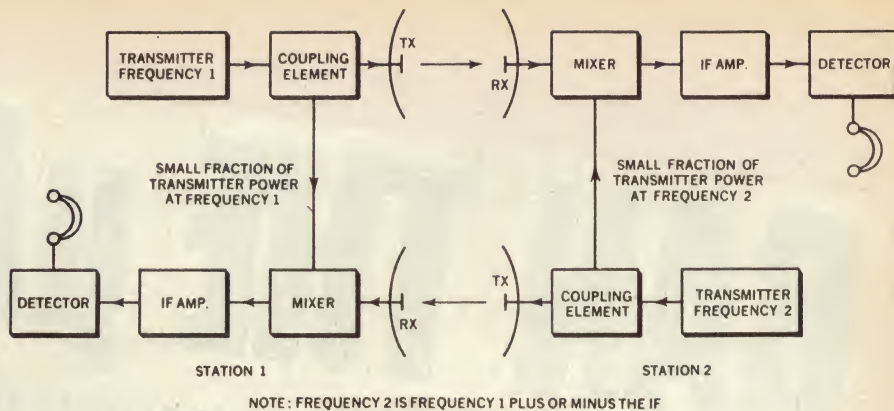 TRANSMITTER
FREQUENCY 1
COUPLING
ELEMENT
TX
RX
MIXER
IF AMP.
DETECTOR
SMALL FRACTION OF
TRANSMITTER POWER
AT FREQUENCY 1
SMALL FRACTION OF
TRANSMITTER POWER
AT FREQUENCY 2
DETECTOR
IF AMP.
MIXER
RX
TX
COUPLING
ELEMENT
TRANSMITTER
FREQUENCY 2
STATION 1
STATION 2
NOTE: FREQUENCY 2 IS FREQUENCY 1 PLUS OR MINUS THE IF